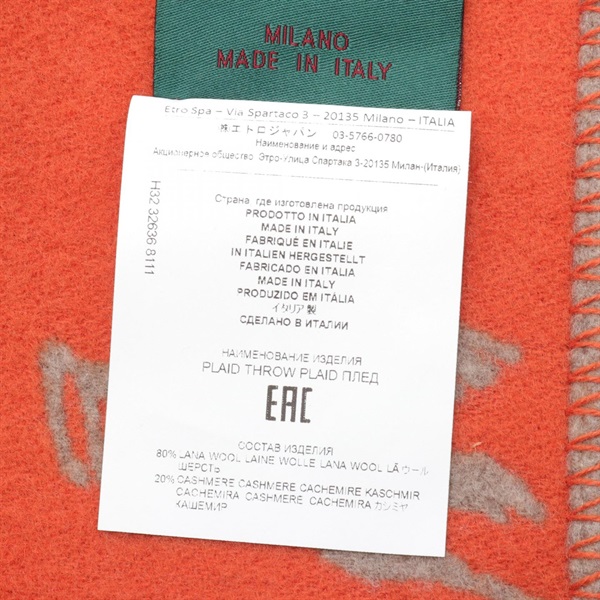 MILANO
MADE IN ITALY
Etro Spa – Via Spartaco 3 – 20135 Milano – ITALIA
㈱エトロジャパン 03-5766-0780
Наименование и адрес
Акционерное общество Этро-Улица Спартака 3-20135 Милан-(Италия)
H32 32636 8111
Страна, где изготовлена продукция
PRODOTTO IN ITALIA
MADE IN ITALY
FABRIQUÉ EN ITALIE
IN ITALIEN HERGESTELLT
FABRICADO EN ITALIA
MADE IN ITALY
PRODUZIDO EM ITÁLIA
イタリア製
СДЕЛАНО В ИТАЛИИ
НАИМЕНОВАНИЕ ИЗДЕЛИЯ
PLAID THROW PLAID ПЛЕД
EAC
СОСТАВ ИЗДЕЛИЯ
80% LANA WOOL LAINE WOLLE LANA WOOL LÃ ウール
ШЕРСТЬ
20% CASHMERE CASHMERE CACHEMIRE KASCHMIR
CACHEMIRA CASHMERE CACHEMIRA カシミヤ
КАШЕМИР